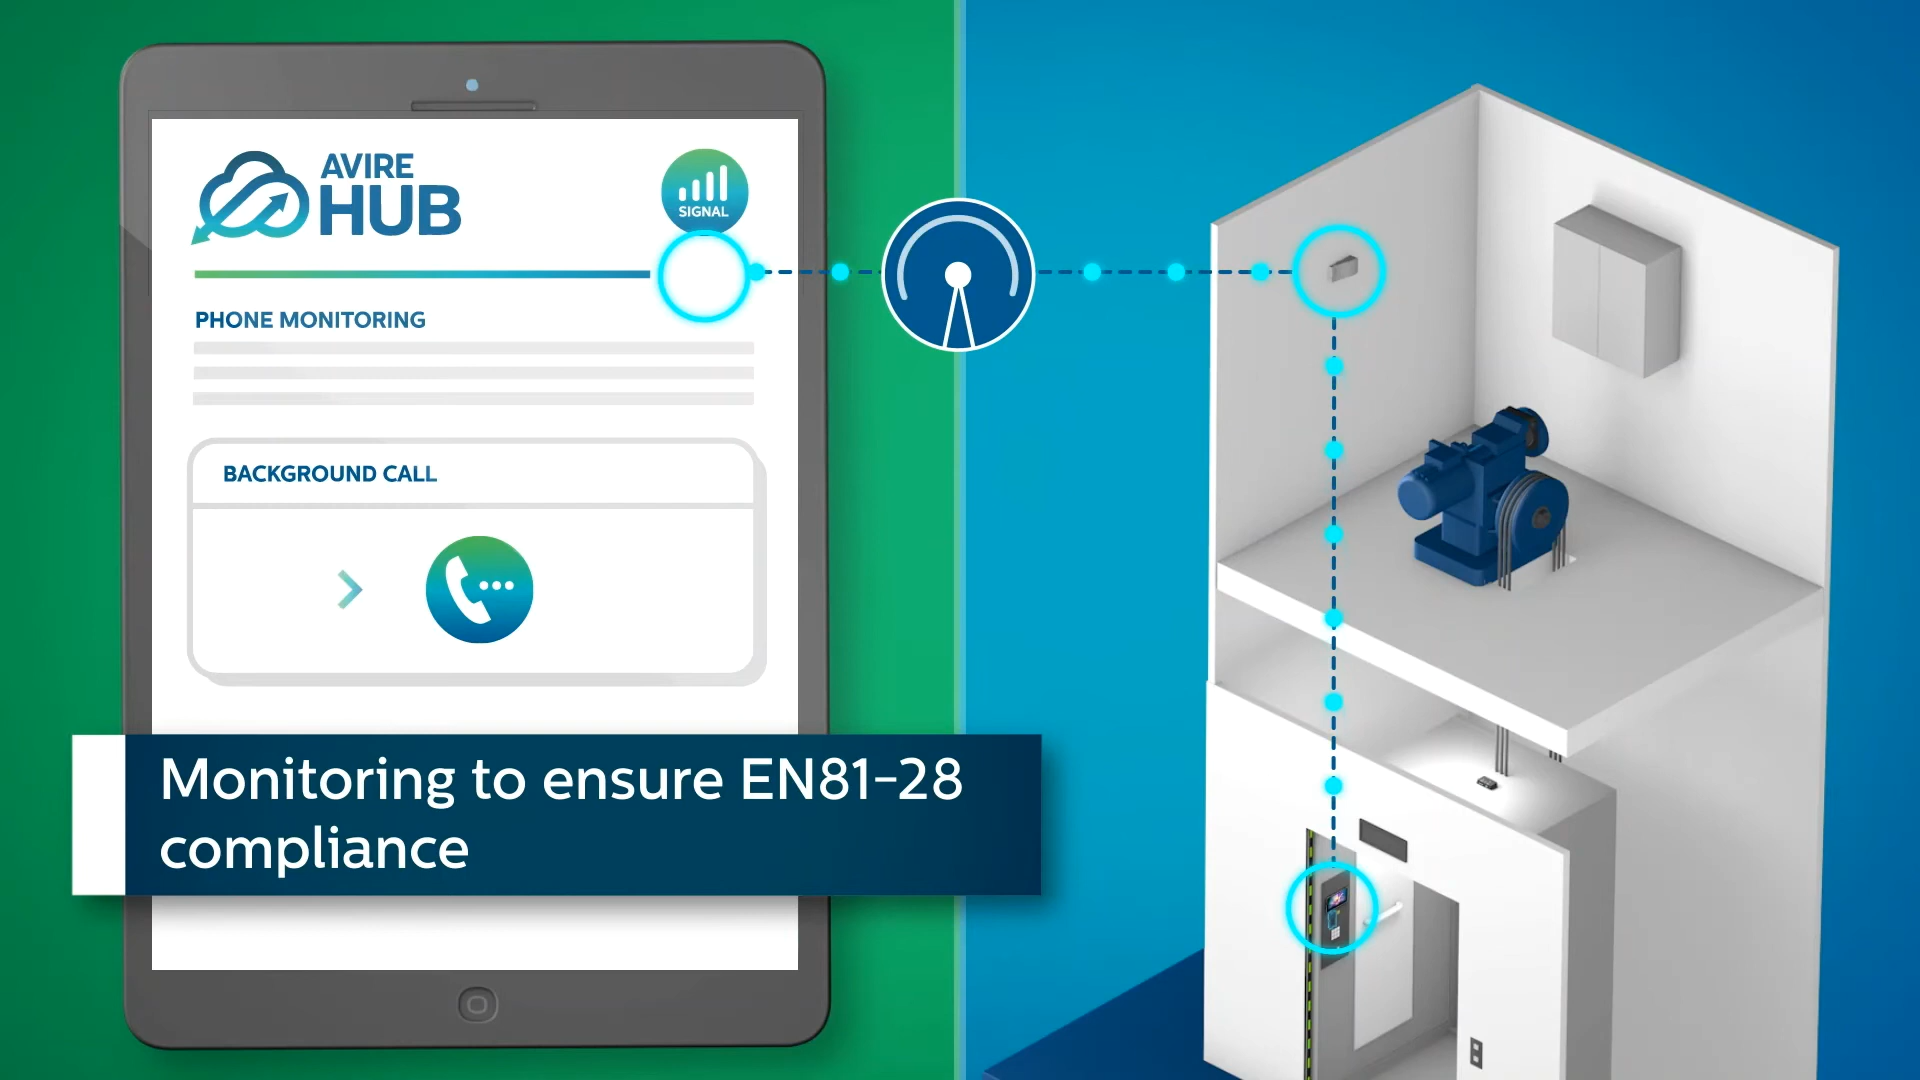 AVIRE
HUB
SIGNAL
PHONE MONITORING
BACKGROUND CALL
Monitoring to ensure EN81-28
compliance